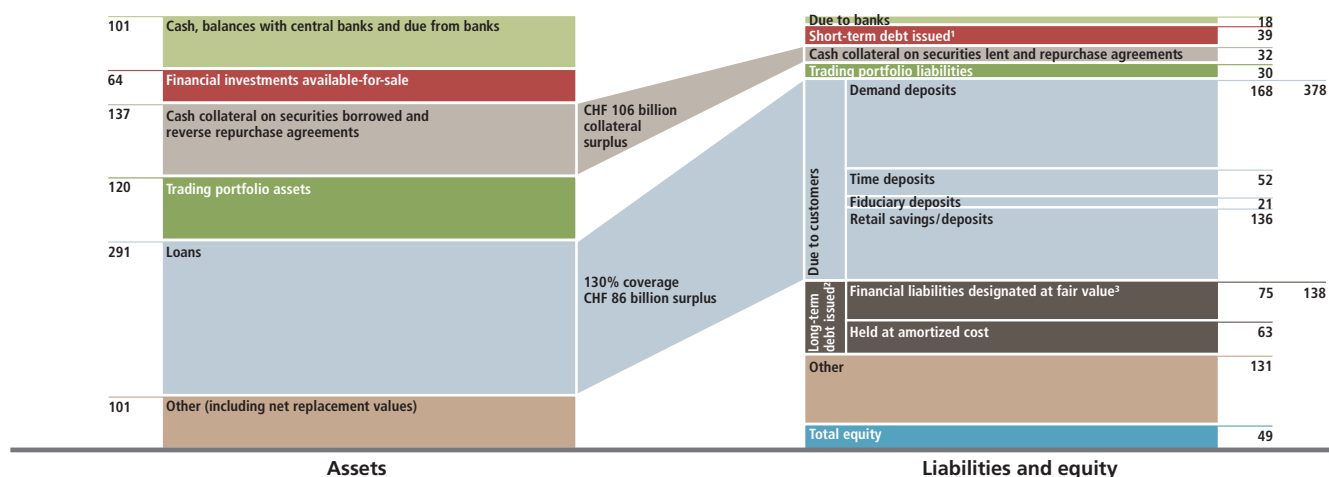 101 Cash, balances with central banks and due from banks
64 Financial investments available-for-sale
137 Cash collateral on securities borrowed and
reverse repurchase agreements
120 Trading portfolio assets
291 Loans
101 Other (including net replacement values)
CHF 106 billion
collateral
surplus
130% coverage
CHF 86 billion surplus
Due to banks 18
Short-term debt issued¹ 39
Cash collateral on securities lent and repurchase agreements 32
Trading portfolio liabilities 30
Due to customers
Demand deposits 168 378
Time deposits 52
Fiduciary deposits 21
Retail savings/deposits 136
Long-term
debt issued²
Financial liabilities designated at fair value³ 75 138
Held at amortized cost 63
Other 131
Total equity 49
Assets
Liabilities and equity